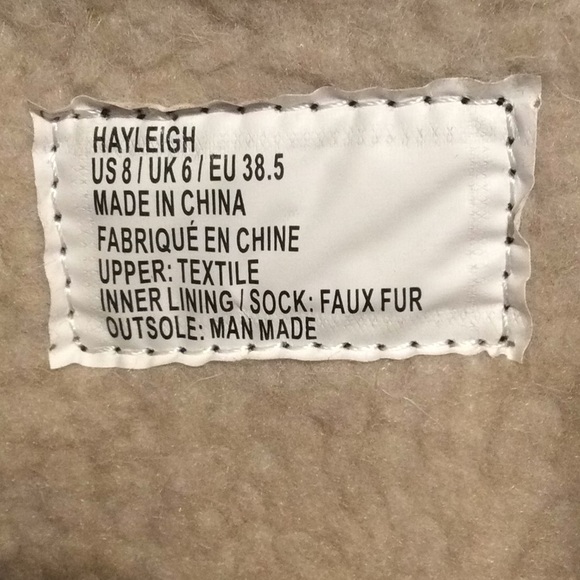 HAYLEIGH
US 8 / UK 6 / EU 38.5
MADE IN CHINA
FABRIQUÉ EN CHINE
UPPER: TEXTILE
INNER LINING / SOCK: FAUX FUR
OUTSOLE: MAN MADE